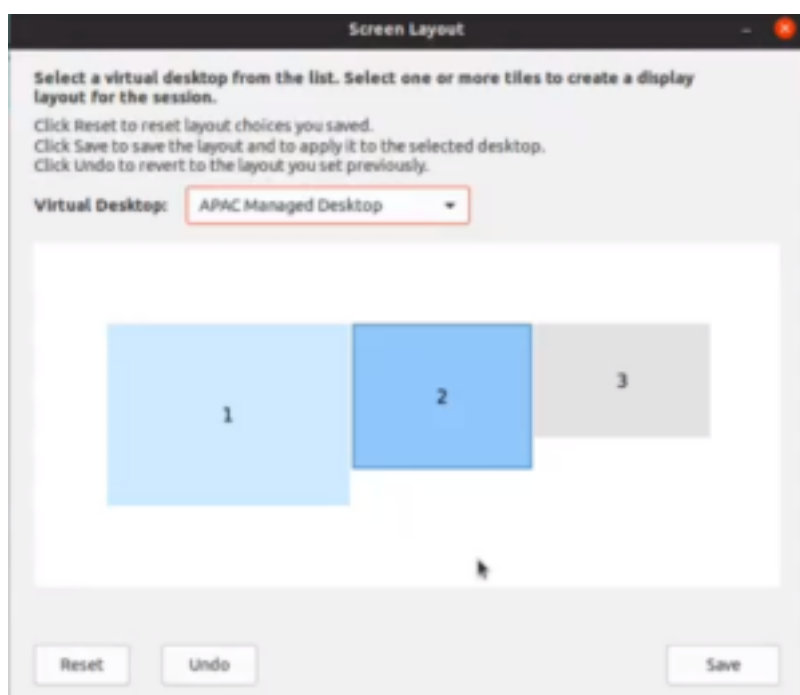 Screen Layout
Select a virtual desktop from the list. Select one or more tiles to create a display
layout for the session.
Click Reset to reset layout choices you saved.
Click Save to save the layout and to apply it to the selected desktop.
Click Undo to revert to the layout you set previously.
Virtual Desktop: APAC Managed Desktop
1
2
3
Reset Undo Save